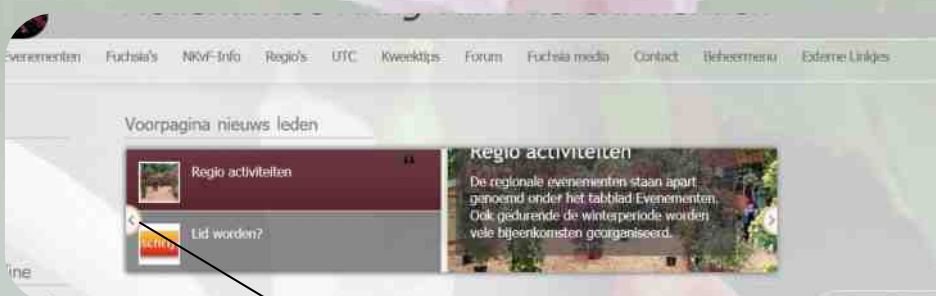 Evenementen Fuchsia's NKvF-Info Regio's UTC Kweektips Forum Fuchsia media Contact Beheermenu Externe Linkjes
Voorpagina nieuws leden
Regio activiteiten
Lid worden?
Regio activiteiten
De regionale evenementen staan apart
genoemd onder het tabblad Evenementen.
Ook gedurende de winterperiode worden
vele bijeenkomsten georganiseerd.